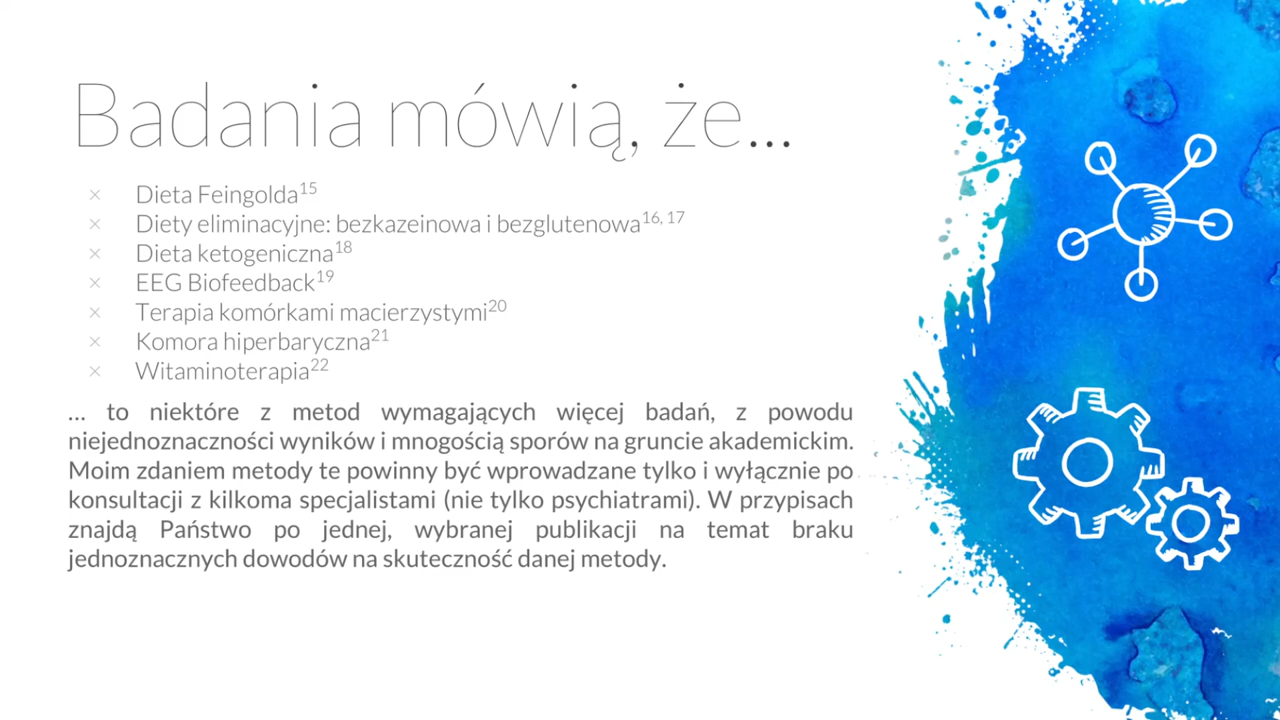 Badania mówią, że...
× Dieta Feingolda15
× Diety eliminacyjne: bezkazeinowa i bezglutenowa16, 17
× Dieta ketogeniczna18
× EEG Biofeedback19
× Terapia komórkami macierzystymi20
× Komora hiperbaryczna21
× Witaminoterapia22
... to niektóre z metod wymagających więcej badań, z powodu
niejednoznaczności wyników i mnogością sporów na gruncie akademickim.
Moim zdaniem metody te powinny być wprowadzane tylko i wyłącznie po
konsultacji z kilkoma specjalistami (nie tylko psychiatrami). W przypisach
znajdą Państwo po jednej, wybranej publikacji na temat braku
jednoznacznych dowodów na skuteczność danej metody.